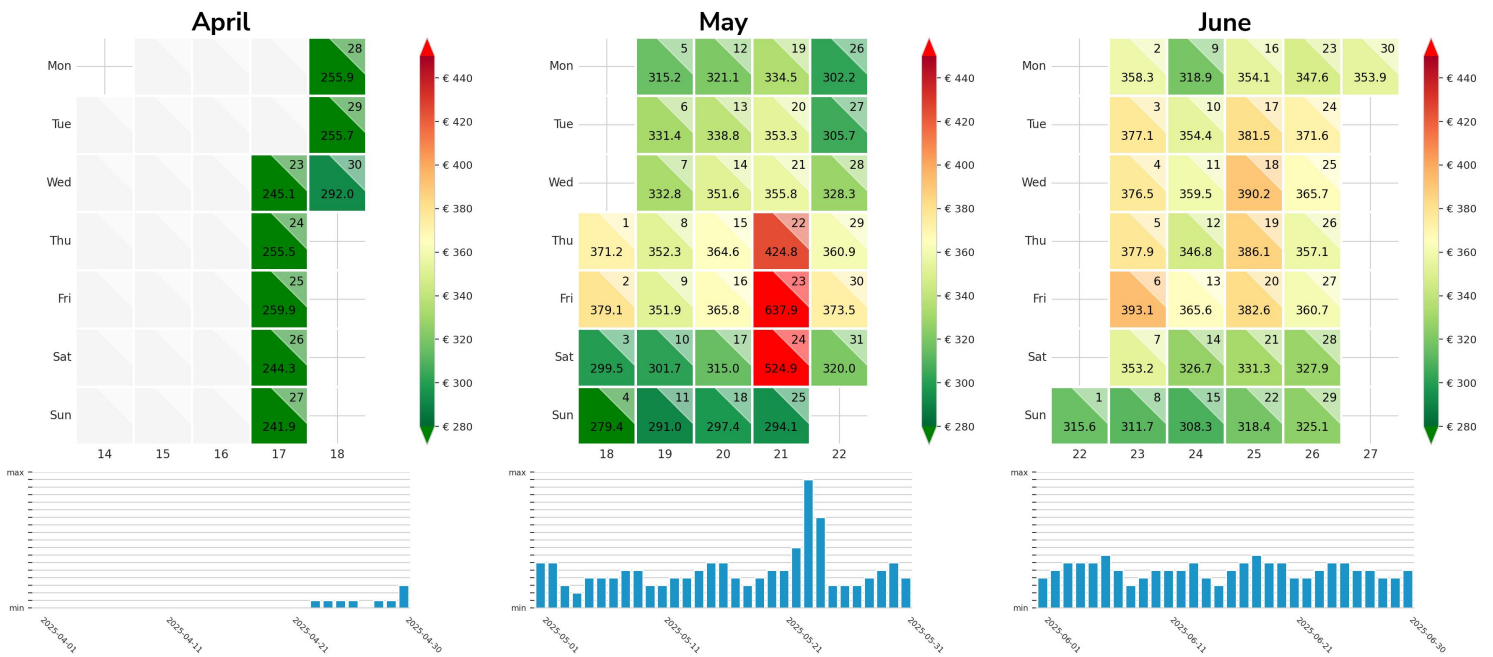 April
Mon
28
255.9
Tue
29
255.7
Wed
23
30
245.1
292.0
Thu
24
255.5
Fri
25
259.9
Sat
26
244.3
Sun
27
241.9
14 15 16 17 18
€ 440
€ 420
€ 400
€ 380
€ 360
€ 340
€ 320
€ 300
€ 280
max
min
2025-04-01
2025-04-11
2025-04-21
2025-04-30
May
Mon
5 12 19 26
315.2 321.1 334.5 302.2
Tue
6 13 20 27
331.4 338.8 353.3 305.7
Wed
7 14 21 28
332.8 351.6 355.8 328.3
Thu
1 8 15 22 29
371.2 352.3 364.6 424.8 360.9
Fri
2 9 16 23 30
379.1 351.9 365.8 637.9 373.5
Sat
3 10 17 24 31
299.5 301.7 315.0 524.9 320.0
Sun
4 11 18 25
279.4 291.0 297.4 294.1
18 19 20 21 22
€ 440
€ 420
€ 400
€ 380
€ 360
€ 340
€ 320
€ 300
€ 280
max
min
2025-05-01
2025-05-11
2025-05-21
2025-05-31
June
Mon
2 9 16 23 30
358.3 318.9 354.1 347.6 353.9
Tue
3 10 17 24
377.1 354.4 381.5 371.6
Wed
4 11 18 25
376.5 359.5 390.2 365.7
Thu
5 12 19 26
377.9 346.8 386.1 357.1
Fri
6 13 20 27
393.1 365.6 382.6 360.7
Sat
7 14 21 28
353.2 326.7 331.3 327.9
Sun
1 8 15 22 29
315.6 311.7 308.3 318.4 325.1
22 23 24 25 26 27
€ 440
€ 420
€ 400
€ 380
€ 360
€ 340
€ 320
€ 300
€ 280
max
min
2025-06-01
2025-06-11
2025-06-21
2025-06-30